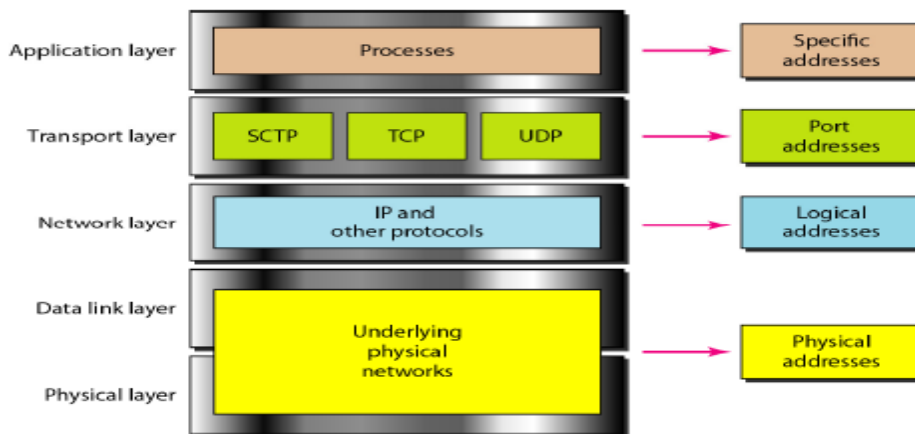 Application layer
Processes
Specific
addresses
Transport layer
SCTP
TCP
UDP
Port
addresses
Network layer
IP and
other protocols
Logical
addresses
Data link layer
Underlying
physical
networks
Physical
addresses
Physical layer